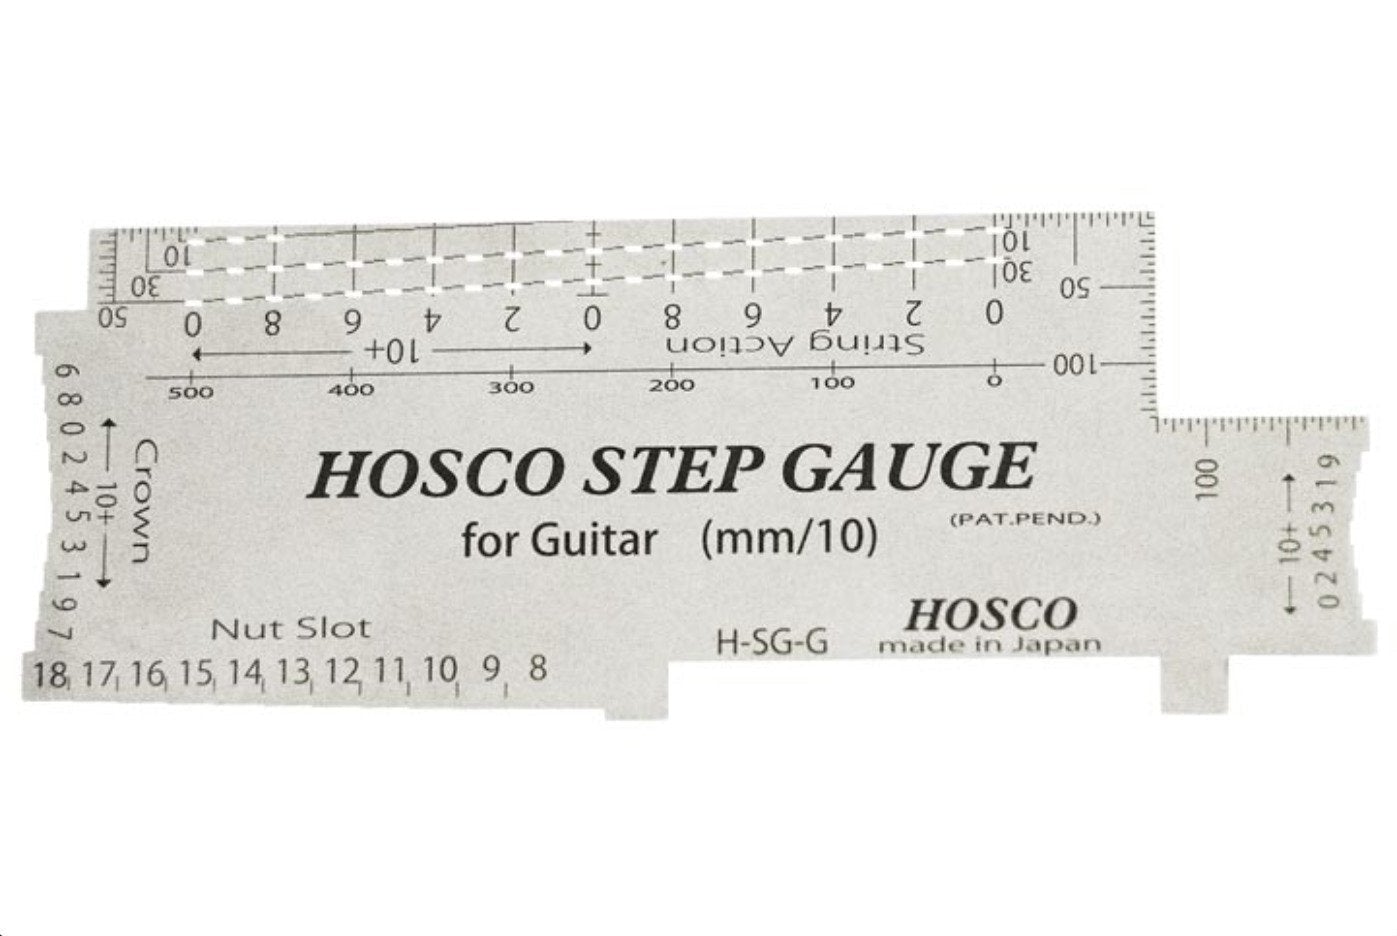 10
30
50
0 8 6 4 2 0 8 6 4 2 0
10
30
50
100
10+
String Action
500 400 300 200 100 0
HOSCO STEP GAUGE
(PAT.PEND.)
for Guitar (mm/10)
Crown
10+
6 8 0 2 4 5 3 1 9 7
100
10+
0 2 4 5 3 1 9
Nut Slot
18 17 16 15 14 13 12 11 10 9 8
H-SG-G
HOSCO
made in Japan